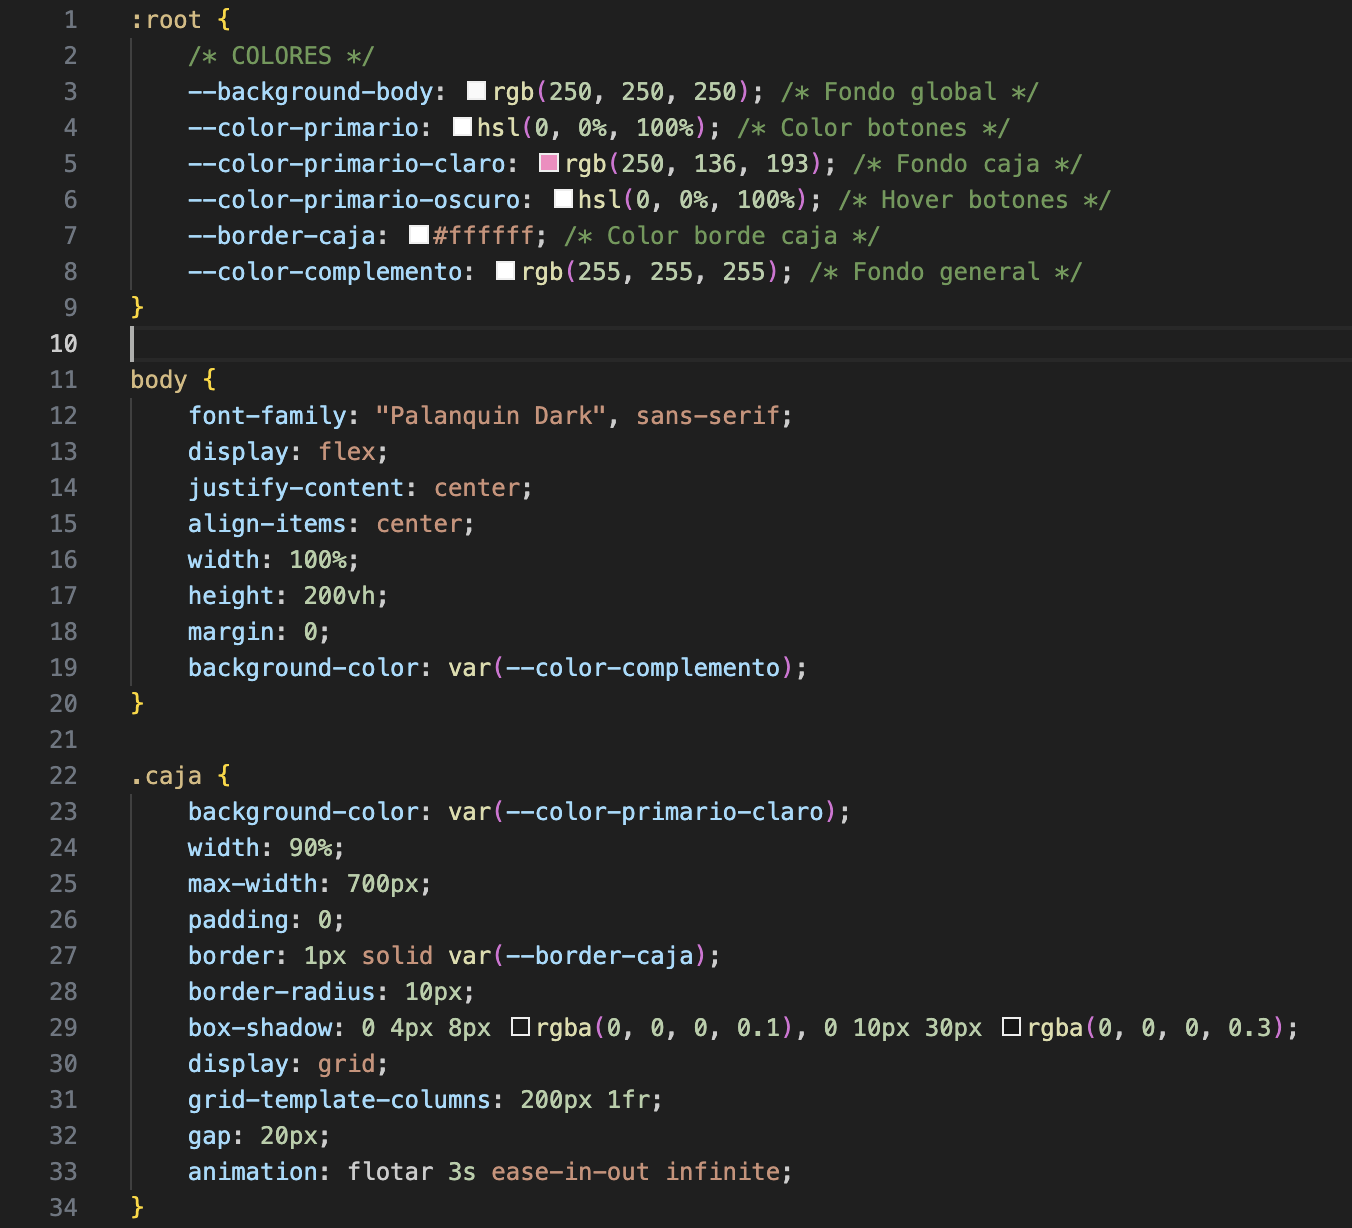 1 :root {
2 /* COLORES */
3 --background-body: rgb(250, 250, 250); /* Fondo global */
4 --color-primario: hsl(0, 0%, 100%); /* Color botones */
5 --color-primario-claro: rgb(250, 136, 193); /* Fondo caja */
6 --color-primario-oscuro: hsl(0, 0%, 100%); /* Hover botones */
7 --border-caja: #ffffff; /* Color borde caja */
8 --color-complemento: rgb(255, 255, 255); /* Fondo general */
9 }
10
11 body {
12 font-family: "Palanquin Dark", sans-serif;
13 display: flex;
14 justify-content: center;
15 align-items: center;
16 width: 100%;
17 height: 200vh;
18 margin: 0;
19 background-color: var(--color-complemento);
20 }
21
22 .caja {
23 background-color: var(--color-primario-claro);
24 width: 90%;
25 max-width: 700px;
26 padding: 0;
27 border: 1px solid var(--border-caja);
28 border-radius: 10px;
29 box-shadow: 0 4px 8px rgba(0, 0, 0, 0.1), 0 10px 30px rgba(0, 0, 0, 0.3);
30 display: grid;
31 grid-template-columns: 200px 1fr;
32 gap: 20px;
33 animation: flotar 3s ease-in-out infinite;
34 }